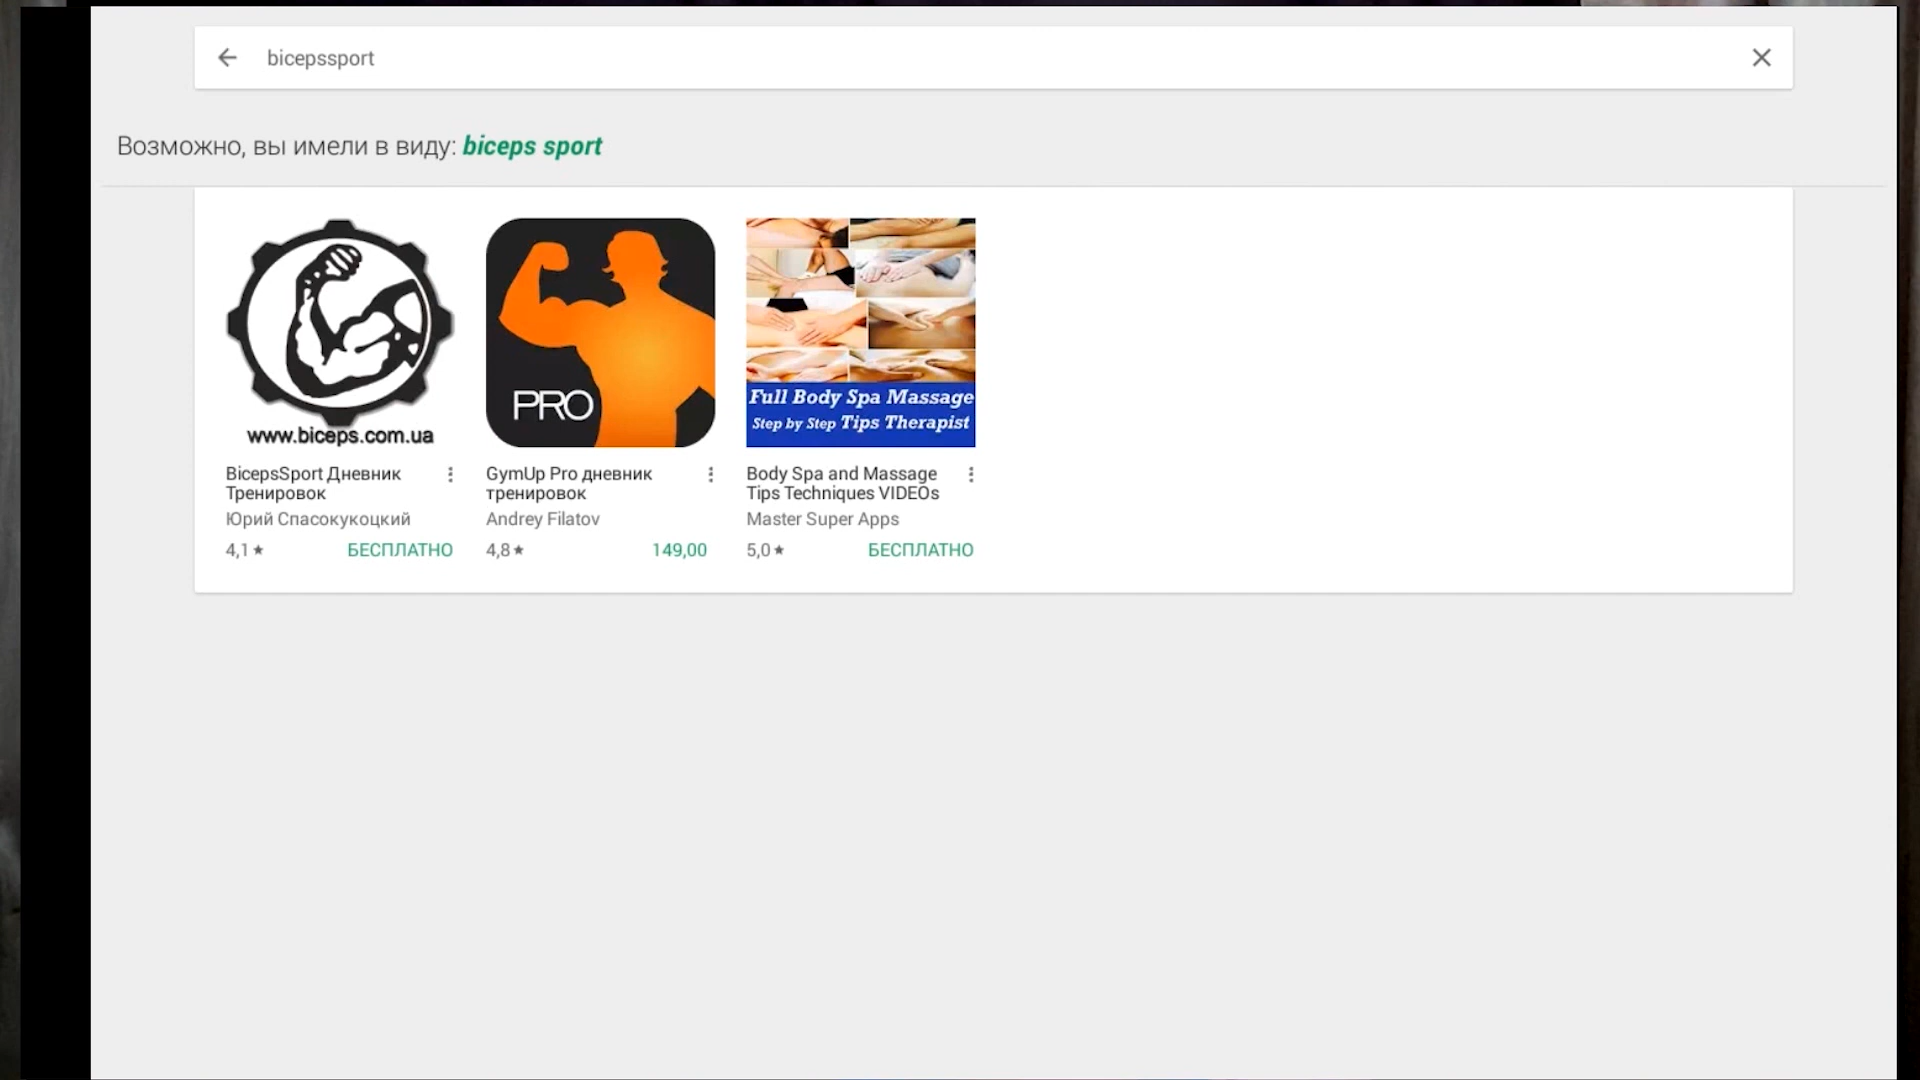 bicepssport
Возможно, вы имели в виду: biceps sport
www.biceps.com.ua
BicepsSport Дневник
Тренировок
Юрий Спасокукоцкий
4,1
БЕСПЛАТНО
PRO
GymUp Pro дневник
тренировок
Andrey Filatov
4,8
149,00
Full Body Spa Massage
Step by Step Tips Therapist
Body Spa and Massage
Tips Techniques VIDEOs
Master Super Apps
5,0
БЕСПЛАТНО